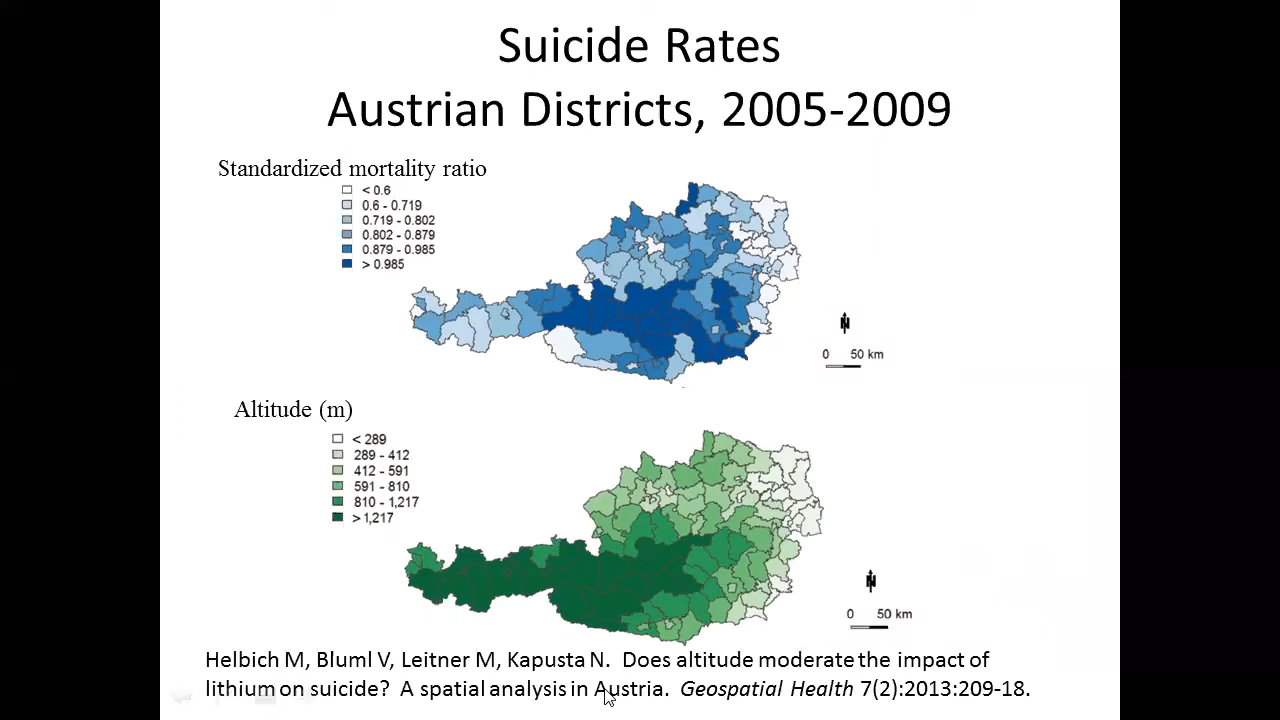 Suicide Rates
Austrian Districts, 2005-2009
Standardized mortality ratio
< 0.6
0.6 - 0.719
0.719 - 0.802
0.802 - 0.879
0.879 - 0.985
> 0.985
N
0 50 km
Altitude (m)
< 289
289 - 412
412 - 591
591 - 810
810 - 1,217
> 1,217
N
0 50 km
Helbich M, Bluml V, Leitner M, Kapusta N. Does altitude moderate the impact of
lithium on suicide? A spatial analysis in Austria. Geospatial Health 7(2):2013:209-18.